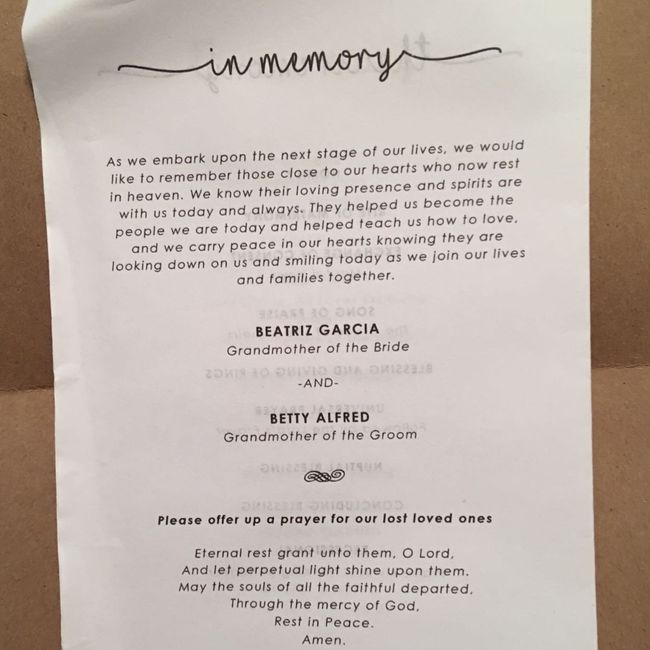 in memory
As we embark upon the next stage of our lives, we would
like to remember those close to our hearts who now rest
in heaven. We know their loving presence and spirits are
with us today and always. They helped us become the
people we are today and helped teach us how to love,
and we carry peace in our hearts knowing they are
looking down on us and smiling today as we join our lives
and families together.
BEATRIZ GARCIA
Grandmother of the Bride
-AND-
BETTY ALFRED
Grandmother of the Groom
Please offer up a prayer for our lost loved ones
Eternal rest grant unto them, O Lord,
And let perpetual light shine upon them.
May the souls of all the faithful departed,
Through the mercy of God,
Rest in Peace.
Amen.